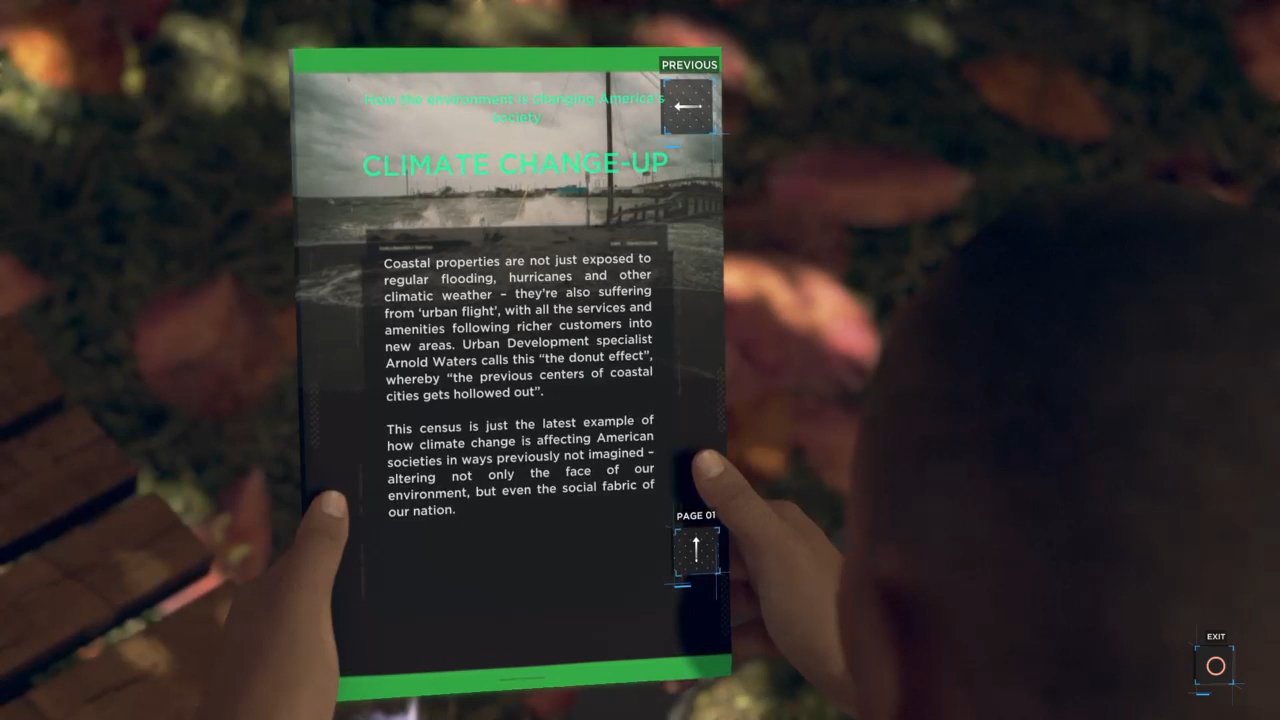 PREVIOUS
How the environment is changing America's
society
CLIMATE CHANGE-UP
Coastal properties are not just exposed to
regular flooding, hurricanes and other
climatic weather – they're also suffering
from ‘urban flight’, with all the services and
amenities following richer customers into
new areas. Urban Development specialist
Arnold Waters calls this “the donut effect”,
whereby “the previous centers of coastal
cities gets hollowed out”.
This census is just the latest example of
how climate change is affecting American
societies in ways previously not imagined –
altering not only the face of our
environment, but even the social fabric of
our nation.
PAGE 01
EXIT